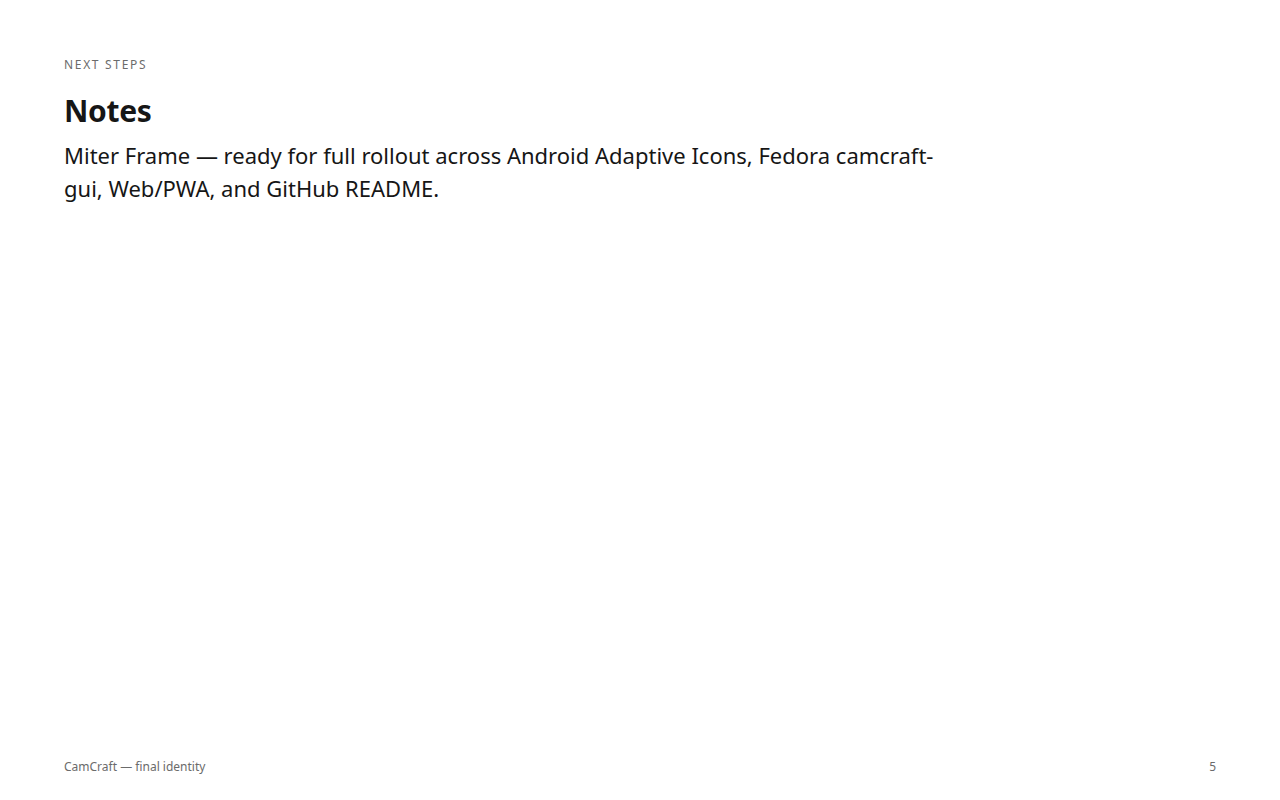 NEXT STEPS
Notes
Miter Frame — ready for full rollout across Android Adaptive Icons, Fedora camcraft-
gui, Web/PWA, and GitHub README.
CamCraft — final identity
5